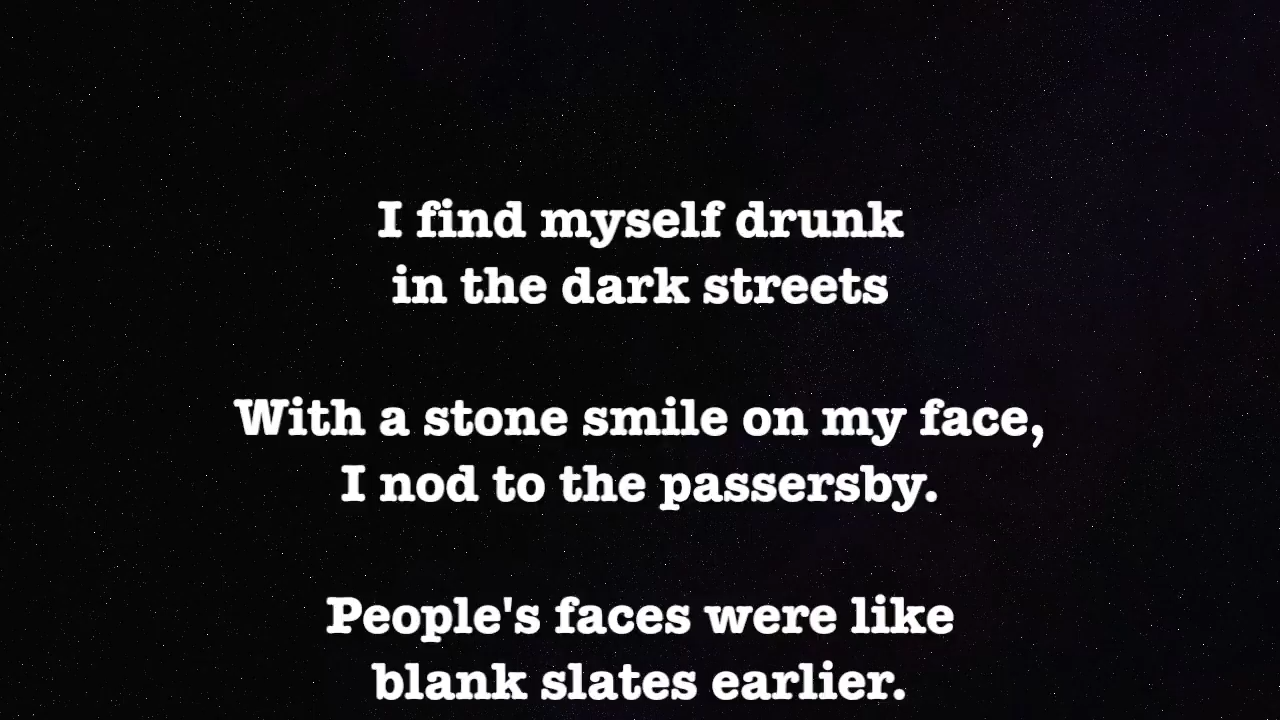 I find myself drunk
in the dark streets
With a stone smile on my face,
I nod to the passersby.
People's faces were like
blank slates earlier.